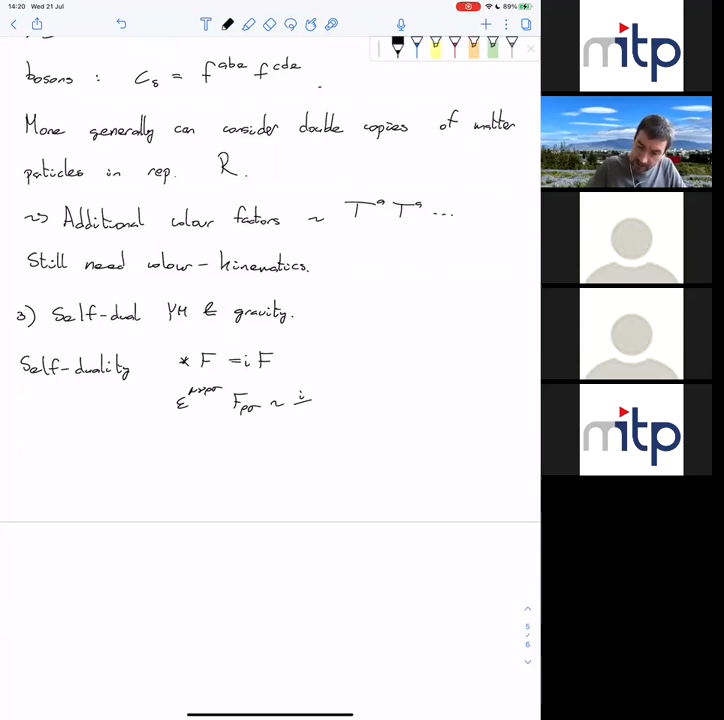 14:20 Wed 21 Jul
89%
bosons : C_s = f^{abe} f^{cde} .
More generally can consider double copies of matter
particles in rep. R.
~> Additional colour factors ~ T^a T^a ...
Still need colour-kinematics.
3) Self-dual YM & gravity.
Self-duality * F = i F
ε^{μνρσ} F_{ρσ} ~ i
5
/
6
mitp
mitp